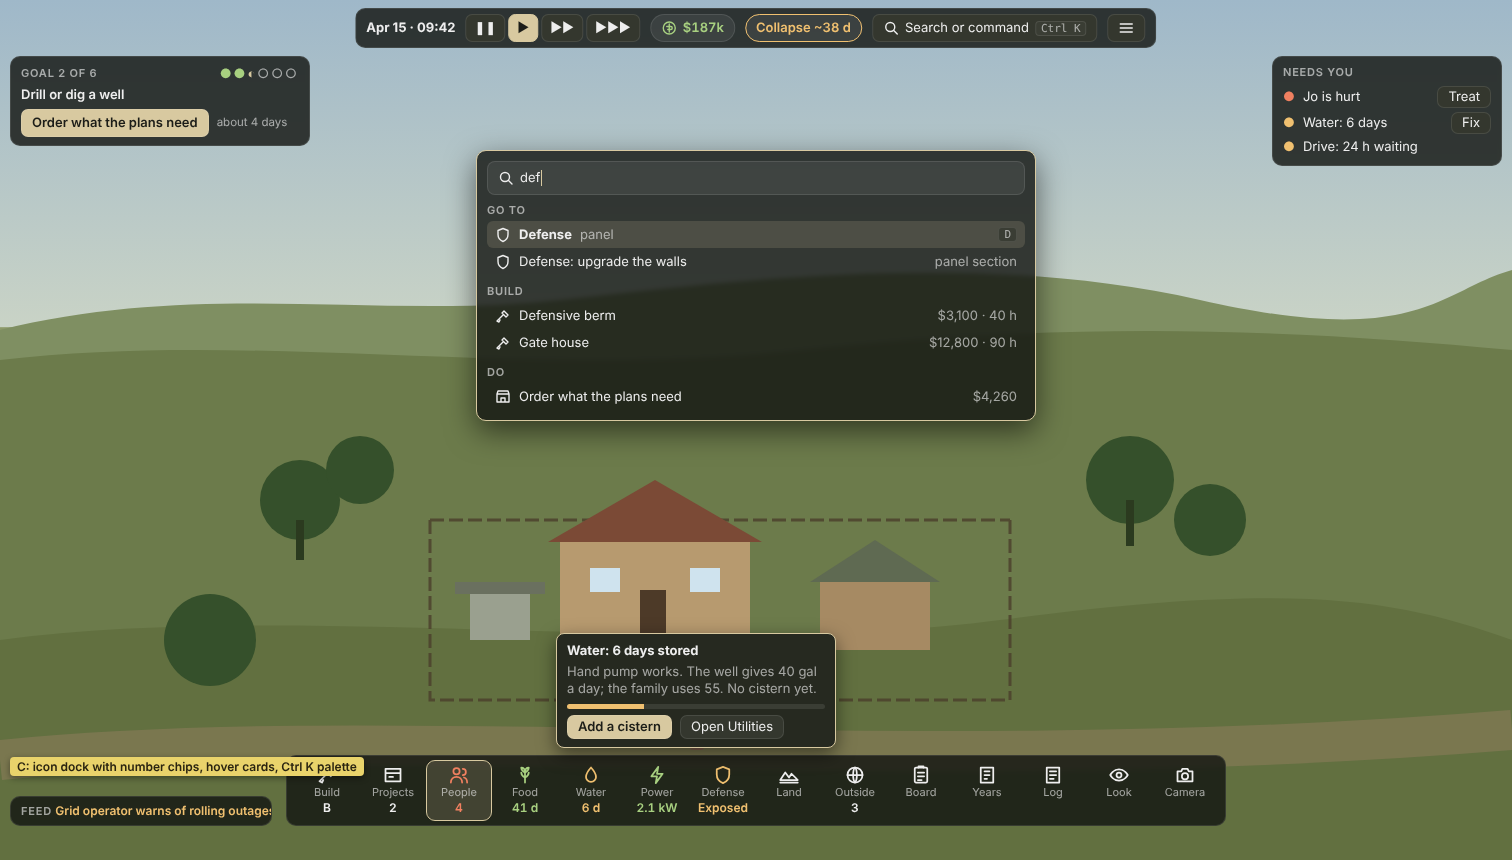 Apr 15 · 09:42
$187k
Collapse ~38 d
Search or command Ctrl K
GOAL 2 OF 6
Drill or dig a well
Order what the plans need about 4 days
NEEDS YOU
Jo is hurt Treat
Water: 6 days Fix
Drive: 24 h waiting
def
GO TO
Defense panel D
Defense: upgrade the walls panel section
BUILD
Defensive berm $3,100 · 40 h
Gate house $12,800 · 90 h
DO
Order what the plans need $4,260
Water: 6 days stored
Hand pump works. The well gives 40 gal
a day; the family uses 55. No cistern yet.
Add a cistern Open Utilities
C: icon dock with number chips, hover cards, Ctrl K palette
FEED Grid operator warns of rolling outages
Build Projects People Food Water Power Defense Land Outside Board Years Log Look Camera
B 2 4 41 d 6 d 2.1 kW Exposed 3